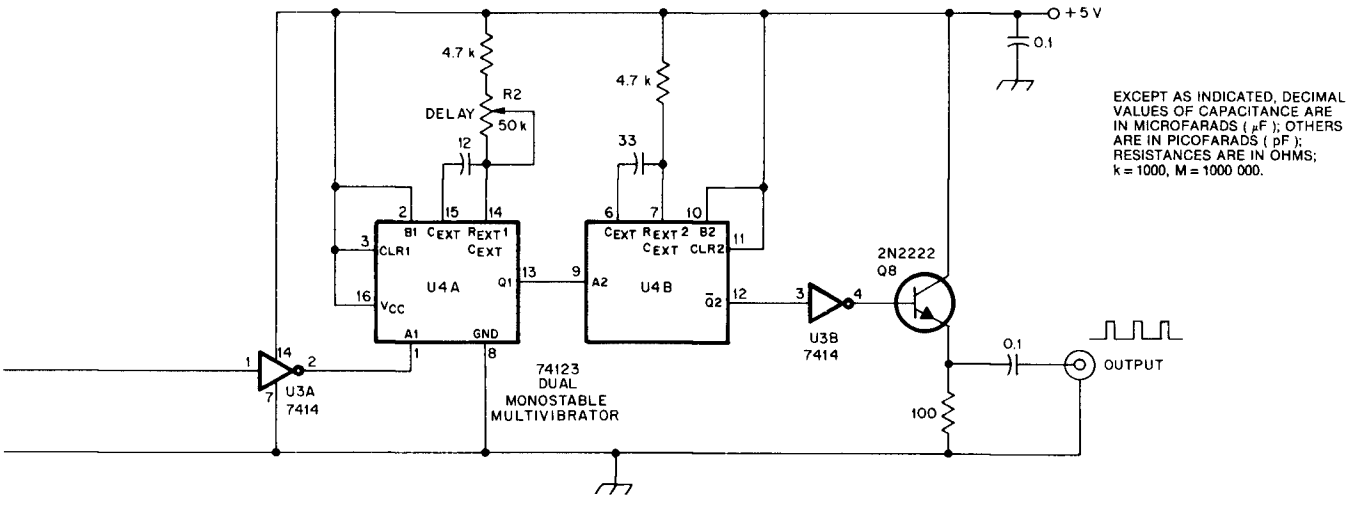 +5 V
0.1
4.7 k
R2
DELAY
50 k
12
4.7 k
33
EXCEPT AS INDICATED, DECIMAL
VALUES OF CAPACITANCE ARE
IN MICROFARADS ( µF ); OTHERS
ARE IN PICOFARADS ( pF );
RESISTANCES ARE IN OHMS;
k = 1000, M = 1000 000.
2
15
14
6
7
10
B1
CEXT
REXT 1
CEXT
CEXT
REXT 2
CEXT
B2
CLR2
11
3
CLR1
16
VCC
U4A
Q1
13
9
A2
U4B
Q̅2
12
A1
GND
1
8
3
4
U3B
7414
2N2222
Q8
1
14
2
7
U3A
7414
74123
DUAL
MONOSTABLE
MULTIVIBRATOR
0.1
OUTPUT
100